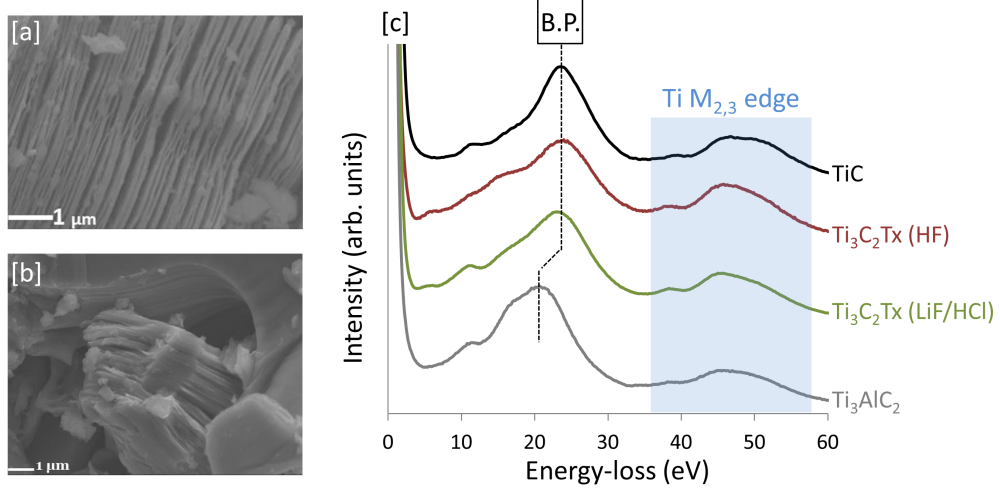 [a]
1 μm
[b]
1 μm
[c]
B.P.
Ti M₂,₃ edge
TiC
Ti₃C₂Tx (HF)
Ti₃C₂Tx (LiF/HCl)
Ti₃AlC₂
Intensity (arb. units)
0 10 20 30 40 50 60
Energy-loss (eV)